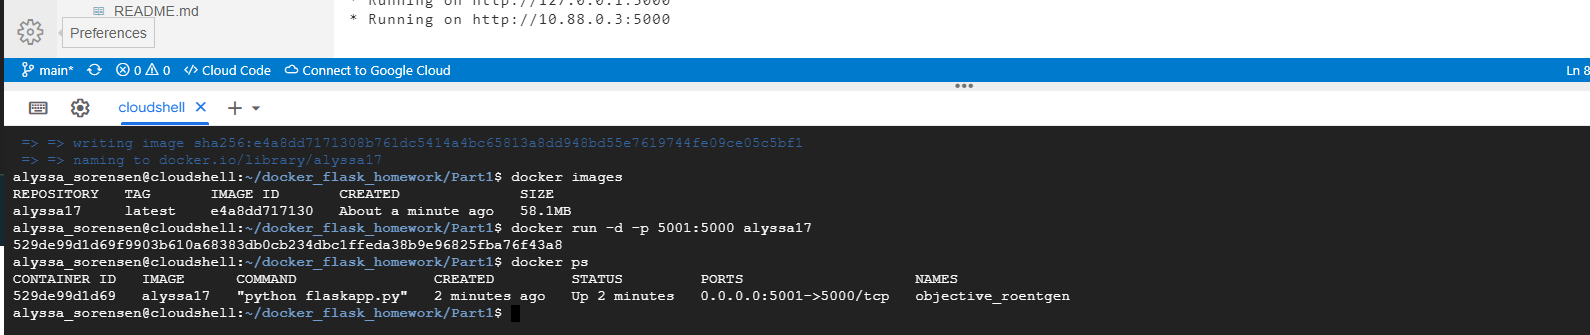 README.md
Preferences
* Running on http://127.0.0.1:5000
* Running on http://10.88.0.3:5000
main* 0 0 Cloud Code Connect to Google Cloud Ln 8
cloudshell
=> => writing image sha256:e4a8dd7171308b761dc5414a4bc65813a8dd948bd55e7619744fe09ce05c5bf1
=> => naming to docker.io/library/alyssa17
alyssa_sorensen@cloudshell:~/docker_flask_homework/Part1$ docker images
REPOSITORY TAG IMAGE ID CREATED SIZE
alyssa17 latest e4a8dd717130 About a minute ago 58.1MB
alyssa_sorensen@cloudshell:~/docker_flask_homework/Part1$ docker run -d -p 5001:5000 alyssa17
529de99d1d69f9903b610a68383db0cb234dbc1ffeda38b9e96825fba76f43a8
alyssa_sorensen@cloudshell:~/docker_flask_homework/Part1$ docker ps
CONTAINER ID IMAGE COMMAND CREATED STATUS PORTS NAMES
529de99d1d69 alyssa17 "python flaskapp.py" 2 minutes ago Up 2 minutes 0.0.0.0:5001->5000/tcp objective_roentgen
alyssa_sorensen@cloudshell:~/docker_flask_homework/Part1$